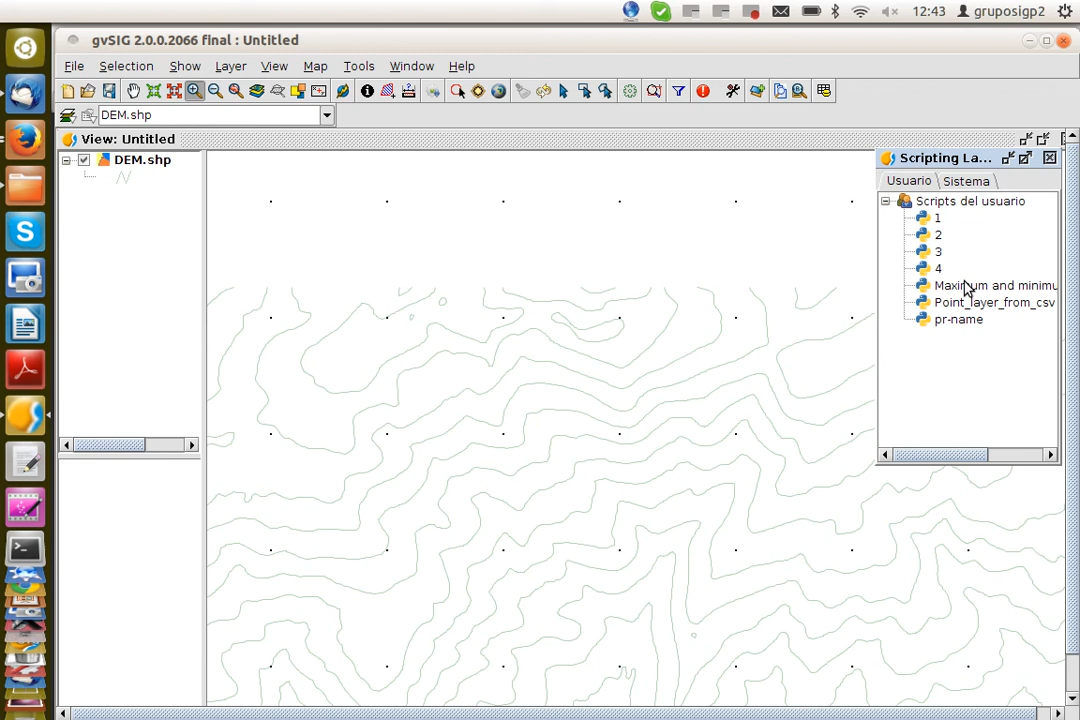 12:43 gruposigp2
gvSIG 2.0.0.2066 final : Untitled
File Selection Show Layer View Map Tools Window Help
DEM.shp
View: Untitled
DEM.shp
Scripting La...
Usuario Sistema
Scripts del usuario
1
2
3
4
Maximum and minimu
Point_layer_from_csv
pr-name